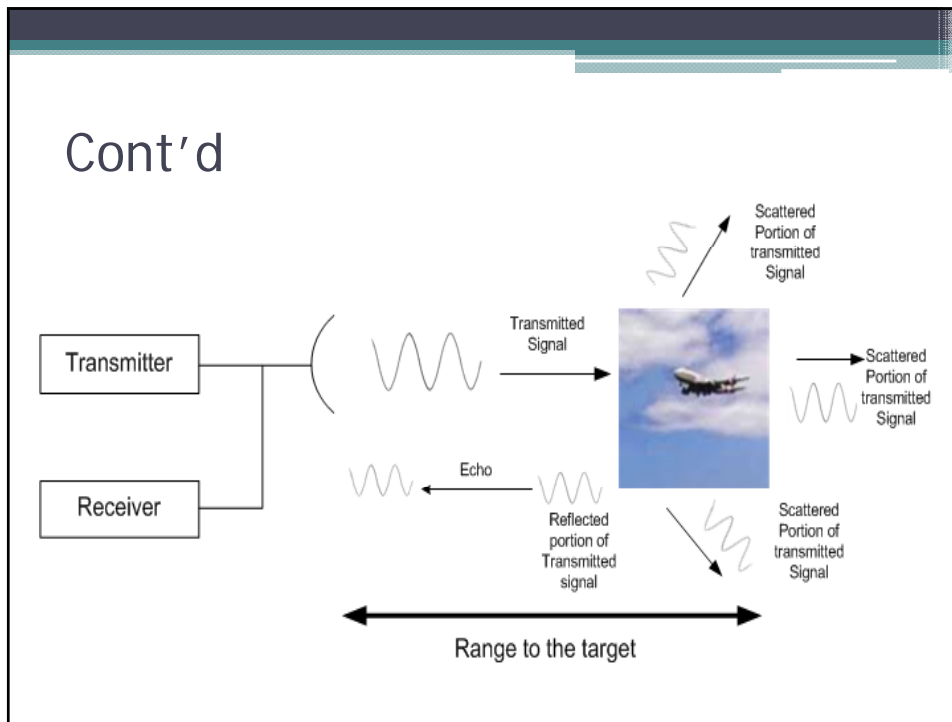 Cont'd
Scattered
Portion of
transmitted
Signal
Transmitter
Transmitted
Signal
Scattered
Portion of
transmitted
Signal
Receiver
Echo
Reflected
portion of
Transmitted
signal
Scattered
Portion of
transmitted
Signal
Range to the target